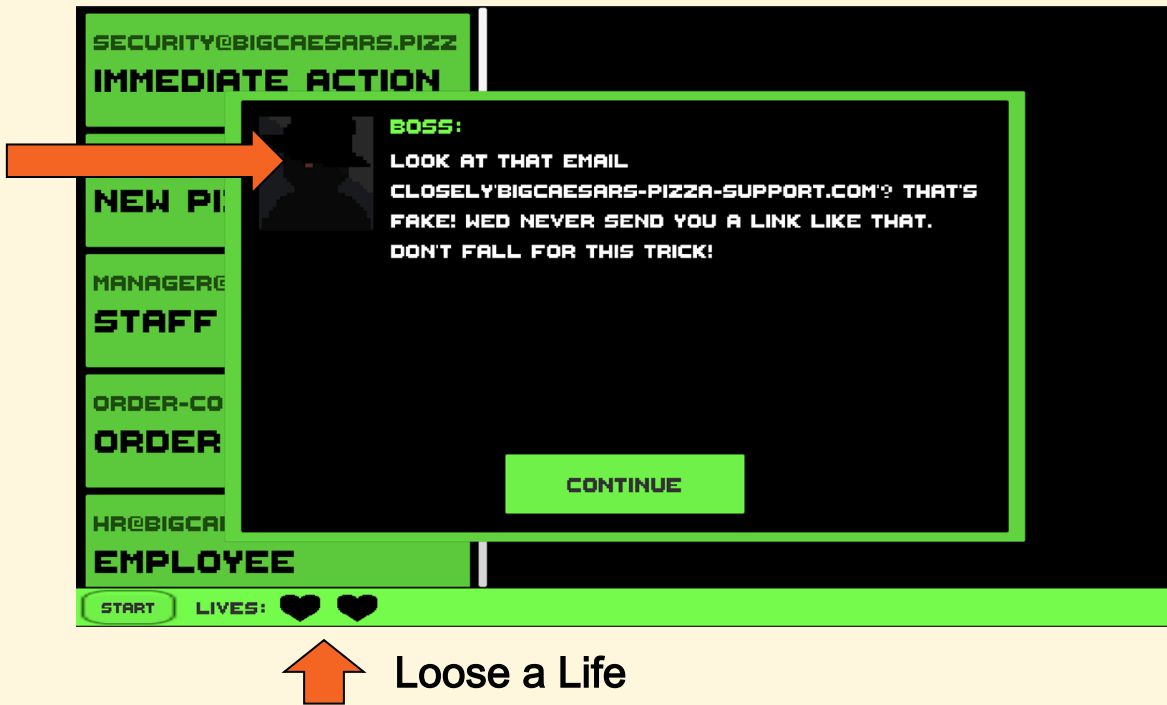 SECURITY@BIGCAESARS.PIZZ
IMMEDIATE ACTION
NEW PI
MANAGER@
STAFF
ORDER-CO
ORDER
HR@BIGCAE
EMPLOYEE
BOSS:
LOOK AT THAT EMAIL
CLOSELY'BIGCAESARS-PIZZA-SUPPORT.COM'? THAT'S
FAKE! WED NEVER SEND YOU A LINK LIKE THAT.
DON'T FALL FOR THIS TRICK!
CONTINUE
START LIVES:
Loose a Life